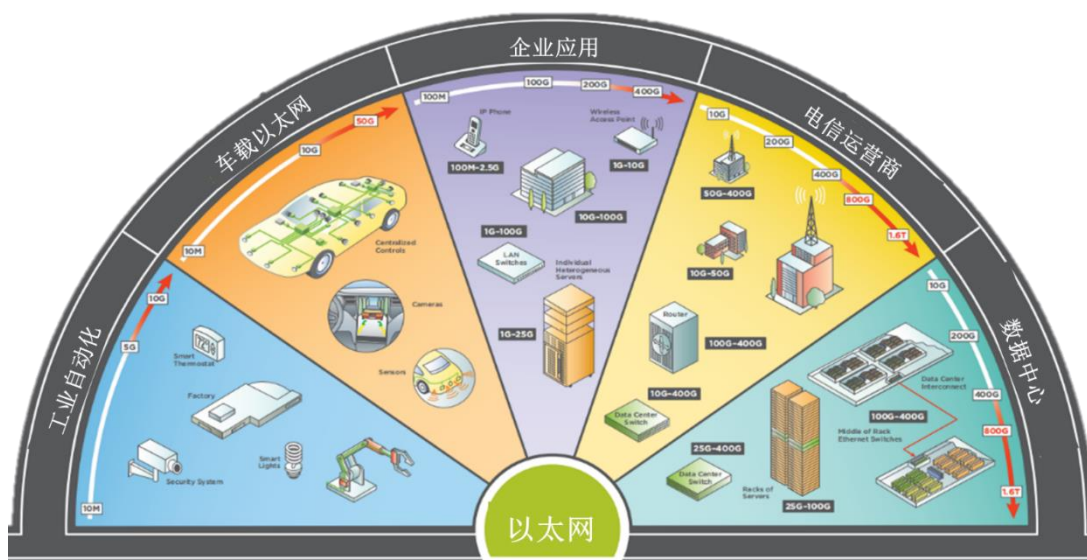 工业自动化
车载以太网
企业应用
电信运营商
数据中心
10M
5G
10G
Smart
Thermostat
Factory
Security System
Smart
Lights
10M
10G
50G
Centralized
Controls
Cameras
Sensors
100M
100G
200G
400G
IP Phone
100M-2.5G
Wireless
Access Point
1G-10G
10G-100G
1G-100G
LAN
Switches
Individual
Heterogeneous
Servers
1G-25G
10G
200G
400G
800G
1.6T
50G-400G
10G-50G
Router
100G-400G
10G-400G
Data Center
Switch
10G
200G
400G
800G
1.6T
Data Center
Interconnect
100G-400G
Middle of Rack
Ethernet Switches
25G-400G
Data Center
Switch
Racks of
Servers
25G-100G
以太网